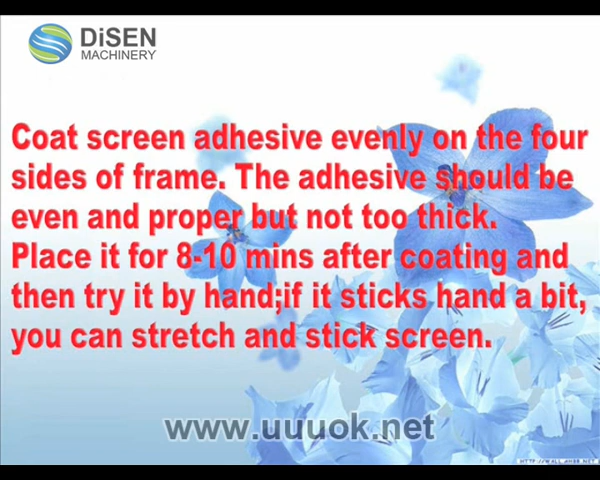 DiSEN
MACHINERY
Coat screen adhesive evenly on the four
sides of frame. The adhesive should be
even and proper but not too thick.
Place it for 8-10 mins after coating and
then try it by hand;if it sticks hand a bit,
you can stretch and stick screen.
www.uuuok.net